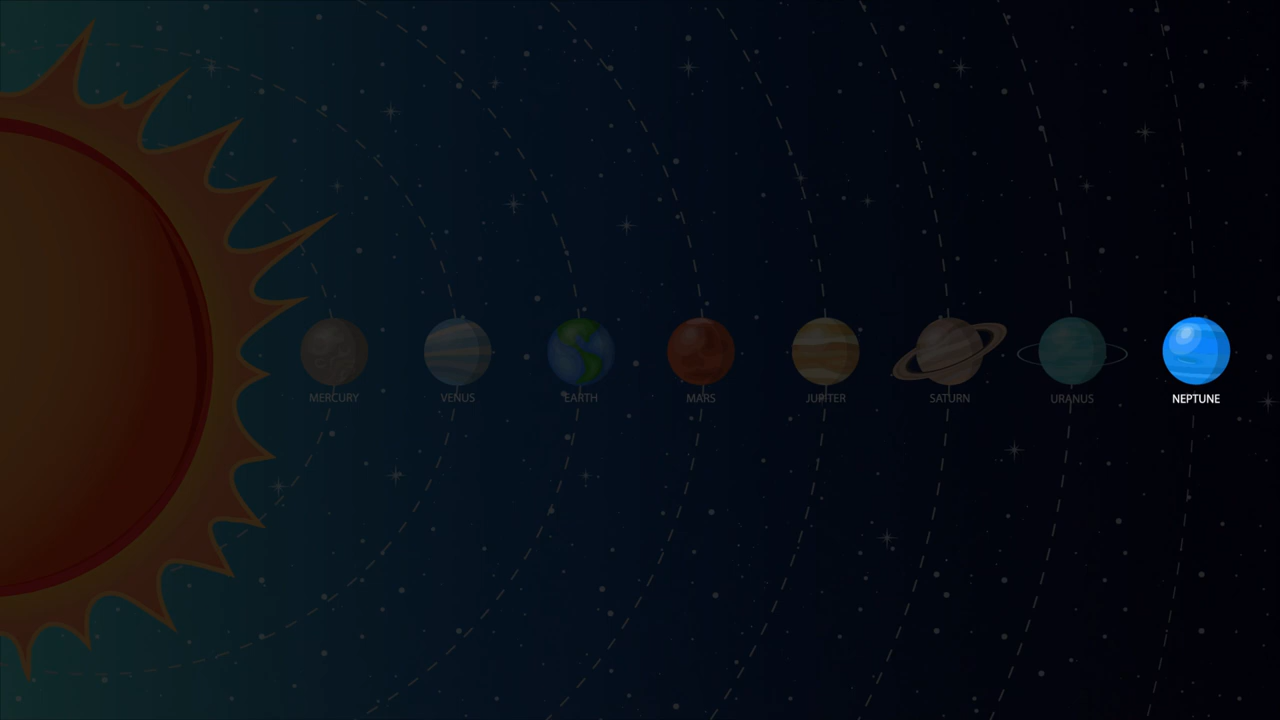 MERCURY
VENUS
EARTH
MARS
JUPITER
SATURN
URANUS
NEPTUNE